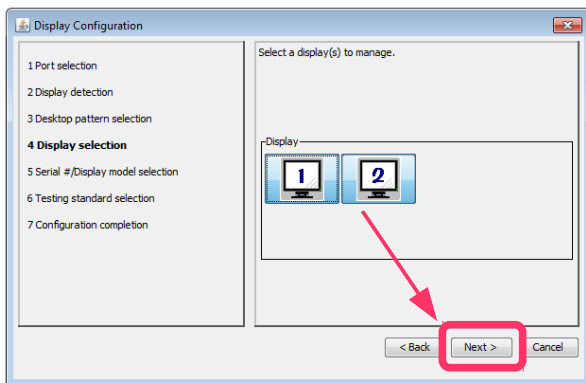 Display Configuration
1 Port selection
2 Display detection
3 Desktop pattern selection
4 Display selection
5 Serial #/Display model selection
6 Testing standard selection
7 Configuration completion
Select a display(s) to manage.
Display
1 2
< Back Next > Cancel